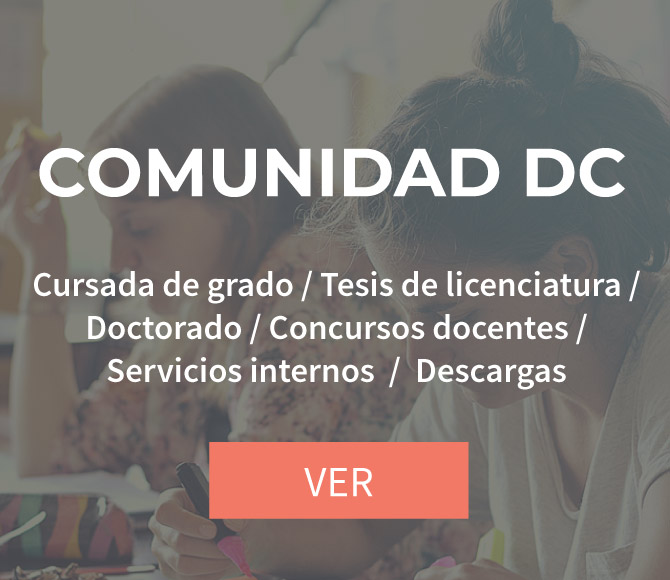 COMUNIDAD DC
Cursada de grado / Tesis de licenciatura /
Doctorado / Concursos docentes /
Servicios internos / Descargas
VER